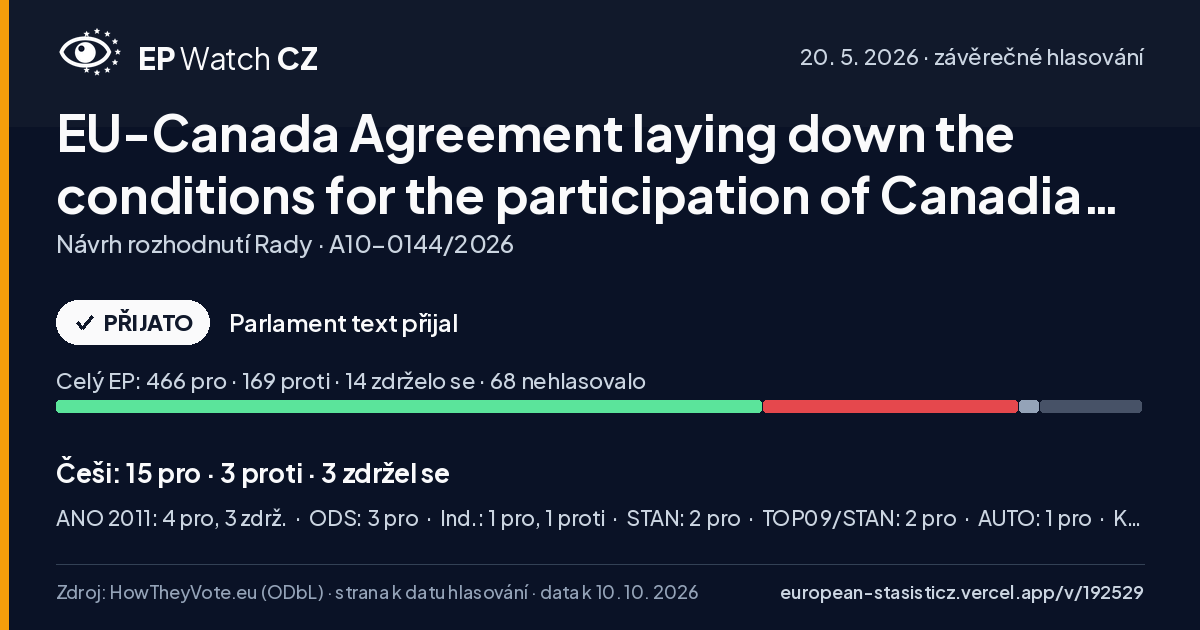 EP Watch CZ
20. 5. 2026 · závěrečné hlasování
EU–Canada Agreement laying down the
conditions for the participation of Canadia…
Návrh rozhodnutí Rady · A10–0144/2026
✓ PŘIJATO
Parlament text přijal
Celý EP: 466 pro · 169 proti · 14 zdrželo se · 68 nehlasovalo
Češi: 15 pro · 3 proti · 3 zdržel se
ANO 2011: 4 pro, 3 zdrž. · ODS: 3 pro · Ind.: 1 pro, 1 proti · STAN: 2 pro · TOP09/STAN: 2 pro · AUTO: 1 pro · K…
Zdroj: HowTheyVote.eu (ODbL) · strana k datu hlasování · data k 10. 10. 2026
european-stasisticz.vercel.app/v/192529